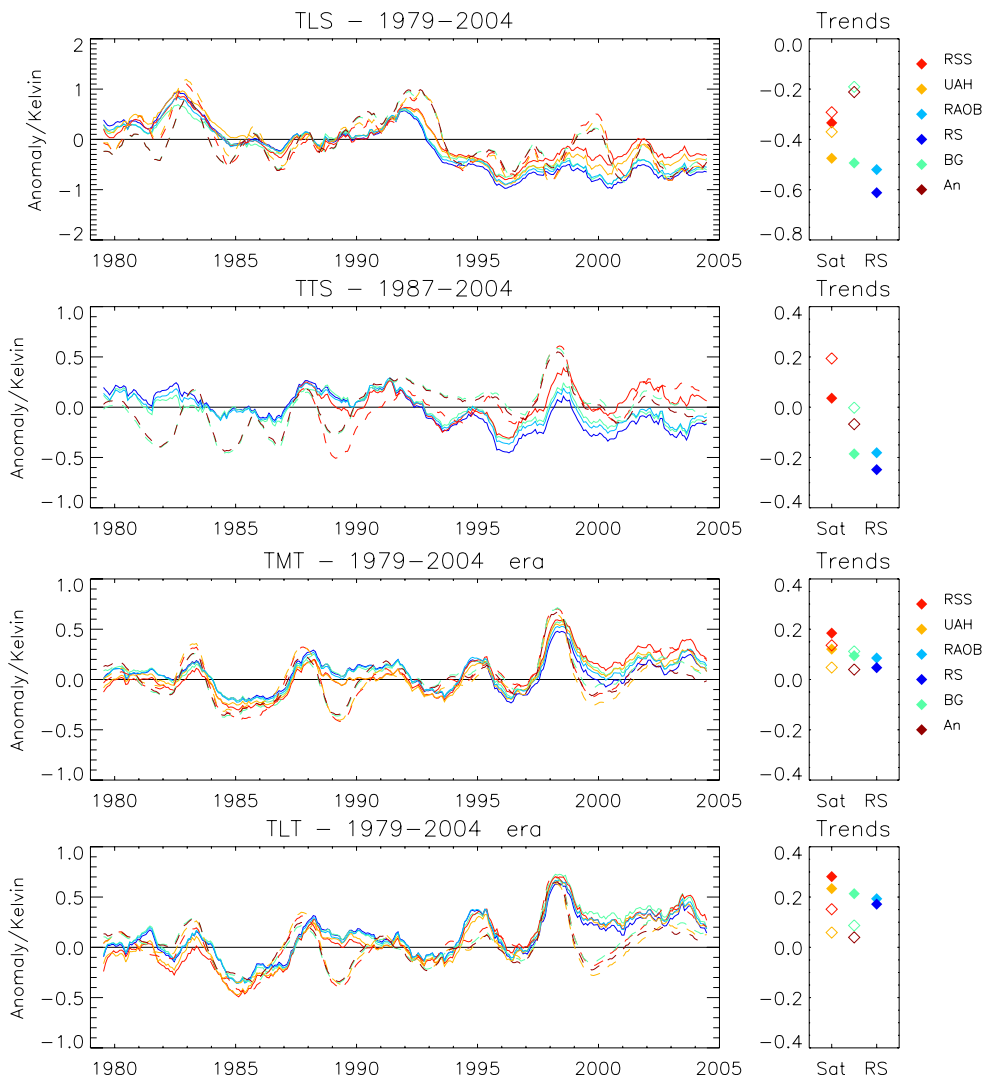 TLS − 1979−2004
Trends
Anomaly/Kelvin
2
1
0
−1
−2
1980 1985 1990 1995 2000 2005
0.0
−0.2
−0.4
−0.6
−0.8
Sat RS
RSS
UAH
RAOB
RS
BG
An
TTS − 1987−2004
Trends
Anomaly/Kelvin
1.0
0.5
0.0
−0.5
−1.0
1980 1985 1990 1995 2000 2005
0.4
0.2
0.0
−0.2
−0.4
Sat RS
TMT − 1979−2004 era
Trends
Anomaly/Kelvin
1.0
0.5
0.0
−0.5
−1.0
1980 1985 1990 1995 2000 2005
0.4
0.2
0.0
−0.2
−0.4
Sat RS
RSS
UAH
RAOB
RS
BG
An
TLT − 1979−2004 era
Trends
Anomaly/Kelvin
1.0
0.5
0.0
−0.5
−1.0
1980 1985 1990 1995 2000 2005
0.4
0.2
0.0
−0.2
−0.4
Sat RS